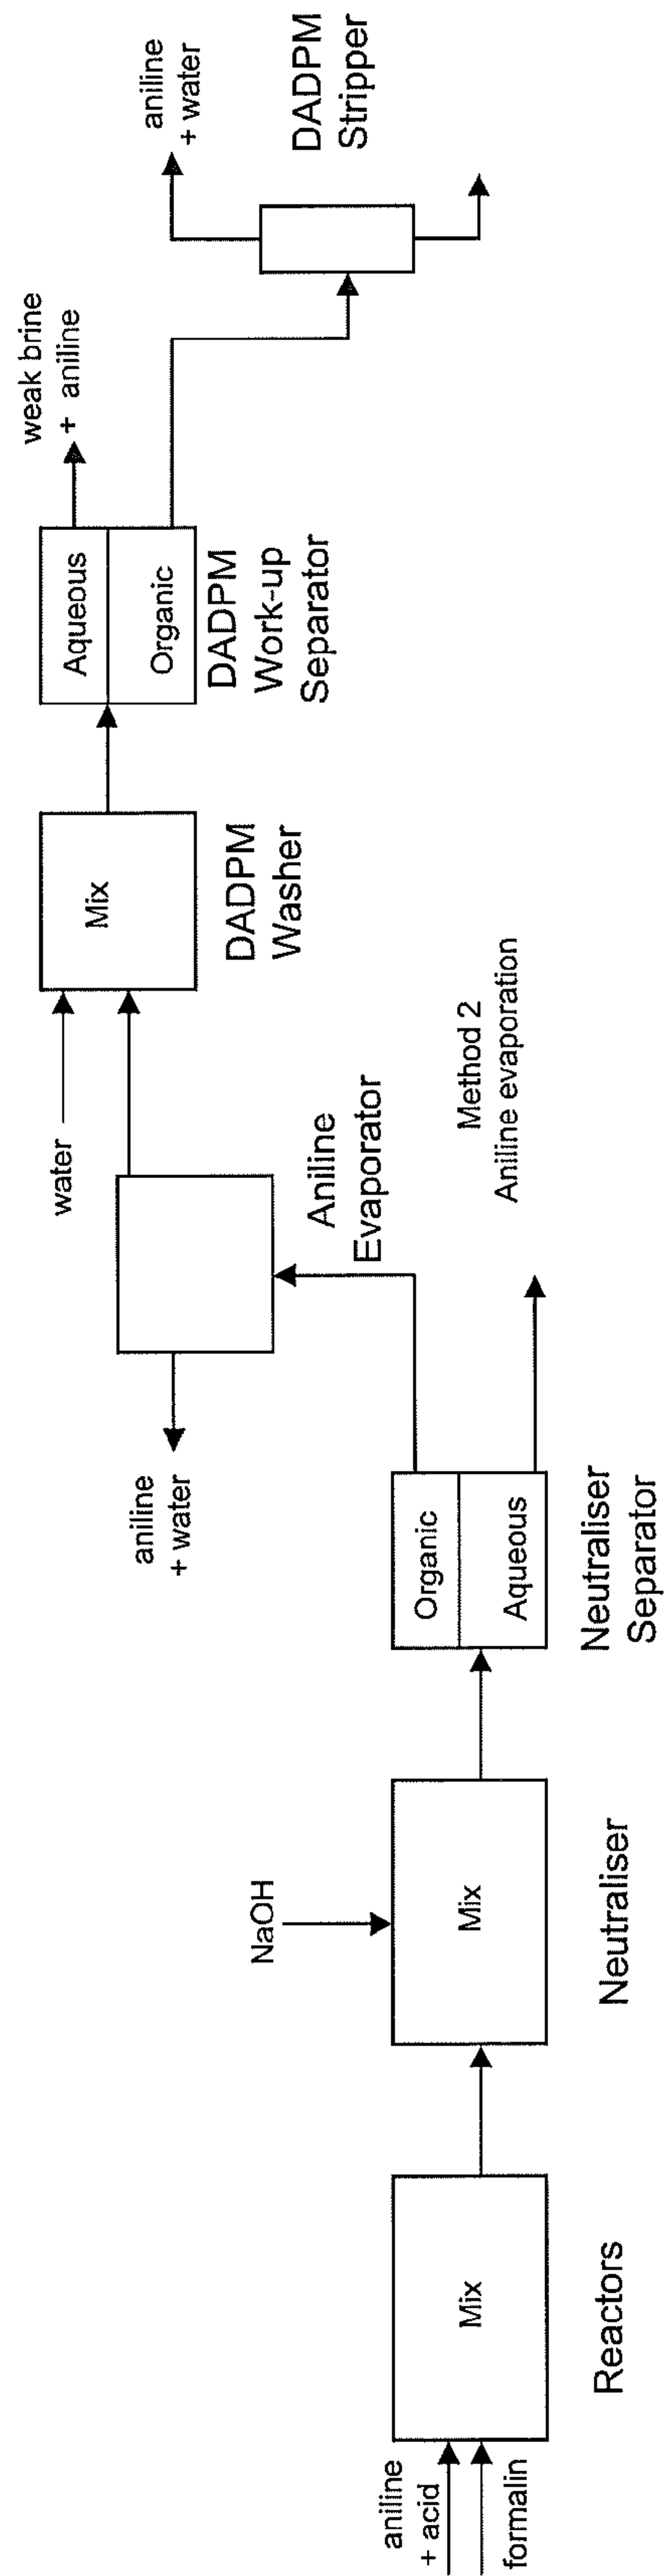 aniline
+ acid
formalin
Mix
Reactors
NaOH
Mix
Neutraliser
Organic
Aqueous
Neutraliser
Separator
aniline
+ water
Aniline
Evaporator
Method 2
Aniline evaporation
water
Mix
DADPM
Washer
Aqueous
Organic
DADPM
Work-up
Separator
weak brine
+ aniline
aniline
+ water
DADPM
Stripper